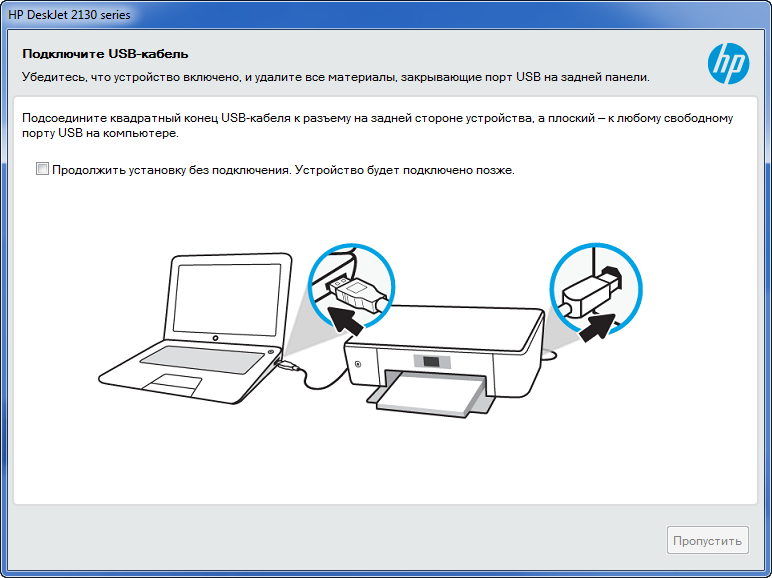 HP DeskJet 2130 series
Подключите USB-кабель
Убедитесь, что устройство включено, и удалите все материалы, закрывающие порт USB на задней панели.
hp
Подсоедините квадратный конец USB-кабеля к разъему на задней стороне устройства, а плоский – к любому свободному
порту USB на компьютере.
Продолжить установку без подключения. Устройство будет подключено позже.
Пропустить